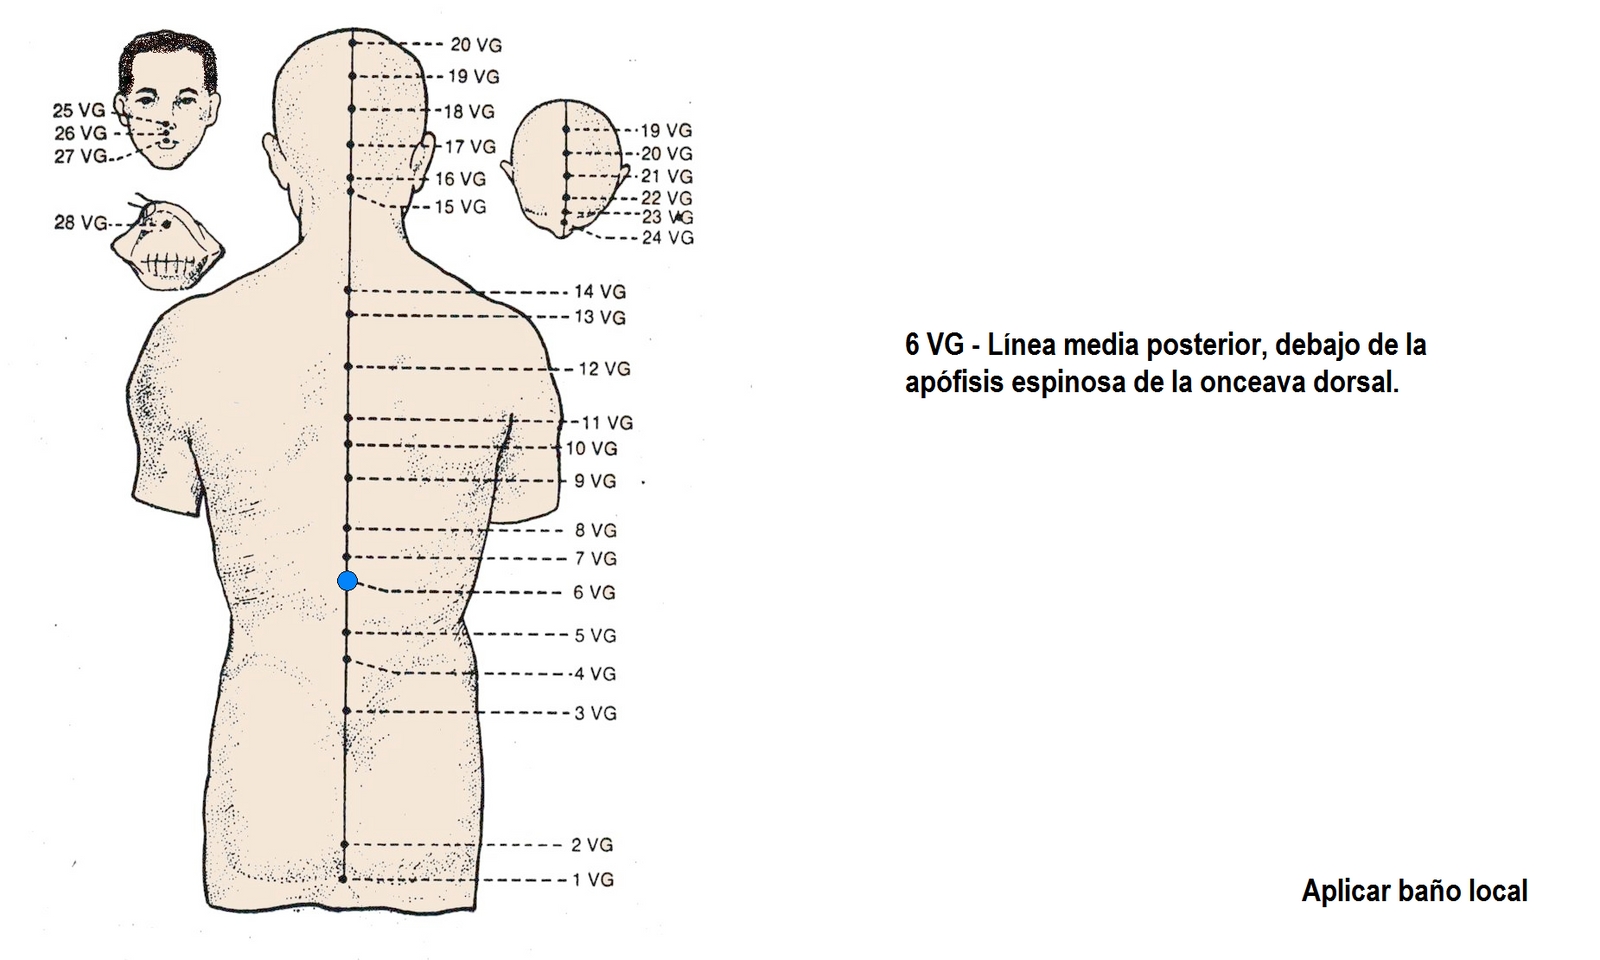 20 VG
19 VG
18 VG
17 VG
16 VG
15 VG
25 VG
26 VG
27 VG
28 VG
19 VG
20 VG
21 VG
22 VG
23 VG
24 VG
14 VG
13 VG
12 VG
11 VG
10 VG
9 VG
8 VG
7 VG
6 VG
5 VG
4 VG
3 VG
2 VG
1 VG
6 VG - Línea media posterior, debajo de la
apófisis espinosa de la onceava dorsal.
Aplicar baño local